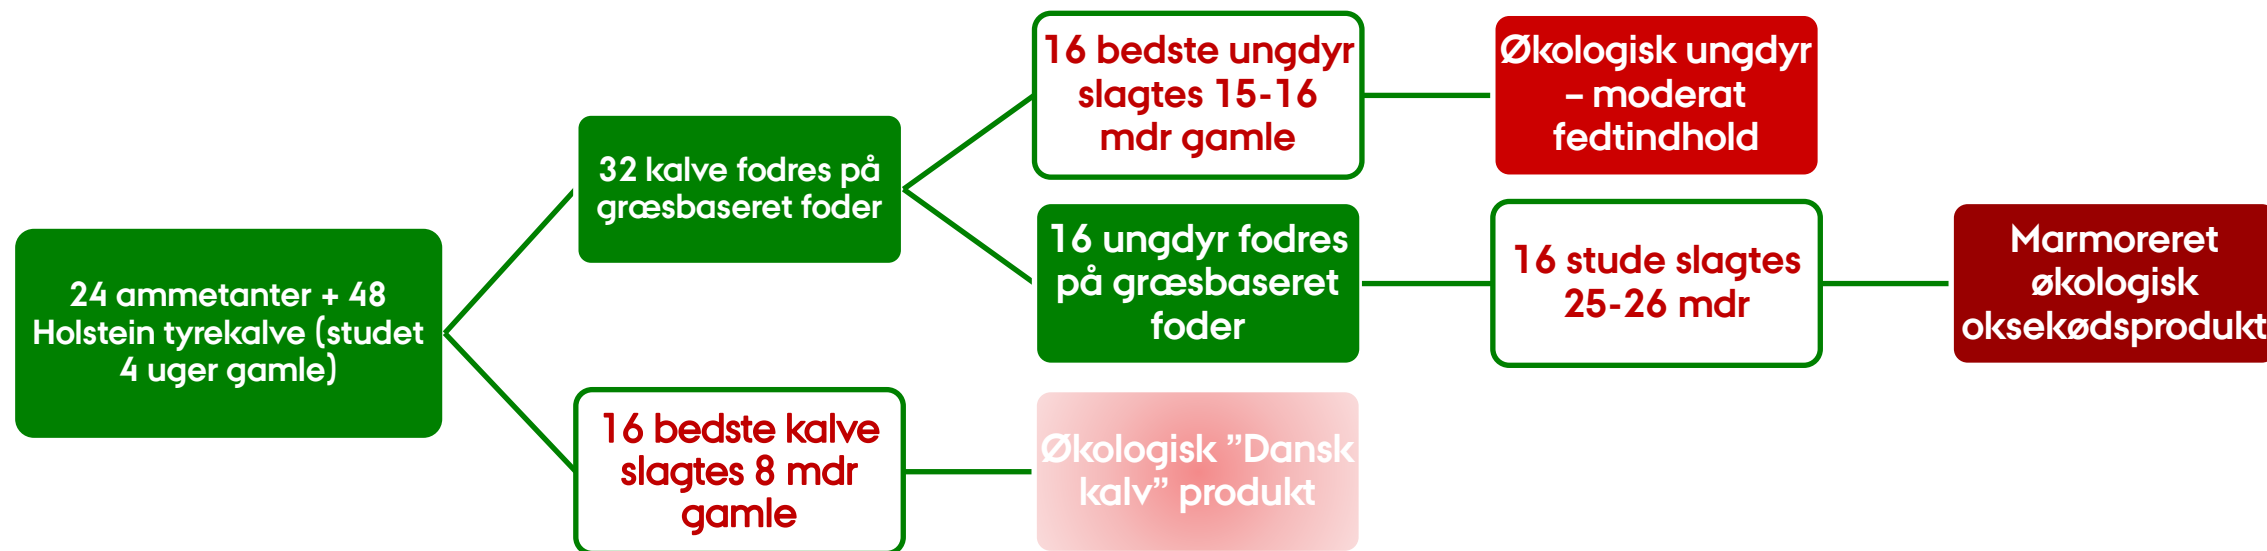 24 ammetanter + 48
Holstein tyrekalve (studet
4 uger gamle)
32 kalve fodres på
græsbaseret foder
16 bedste ungdyr
slagtes 15-16
mdr gamle
Økologisk ungdyr
– moderat
fedtindhold
16 ungdyr fodres
på græsbaseret
foder
16 stude slagtes
25-26 mdr
Marmoreret
økologisk
oksekødsprodukt
16 bedste kalve
slagtes 8 mdr
gamle
Økologisk ”Dansk
kalv” produkt